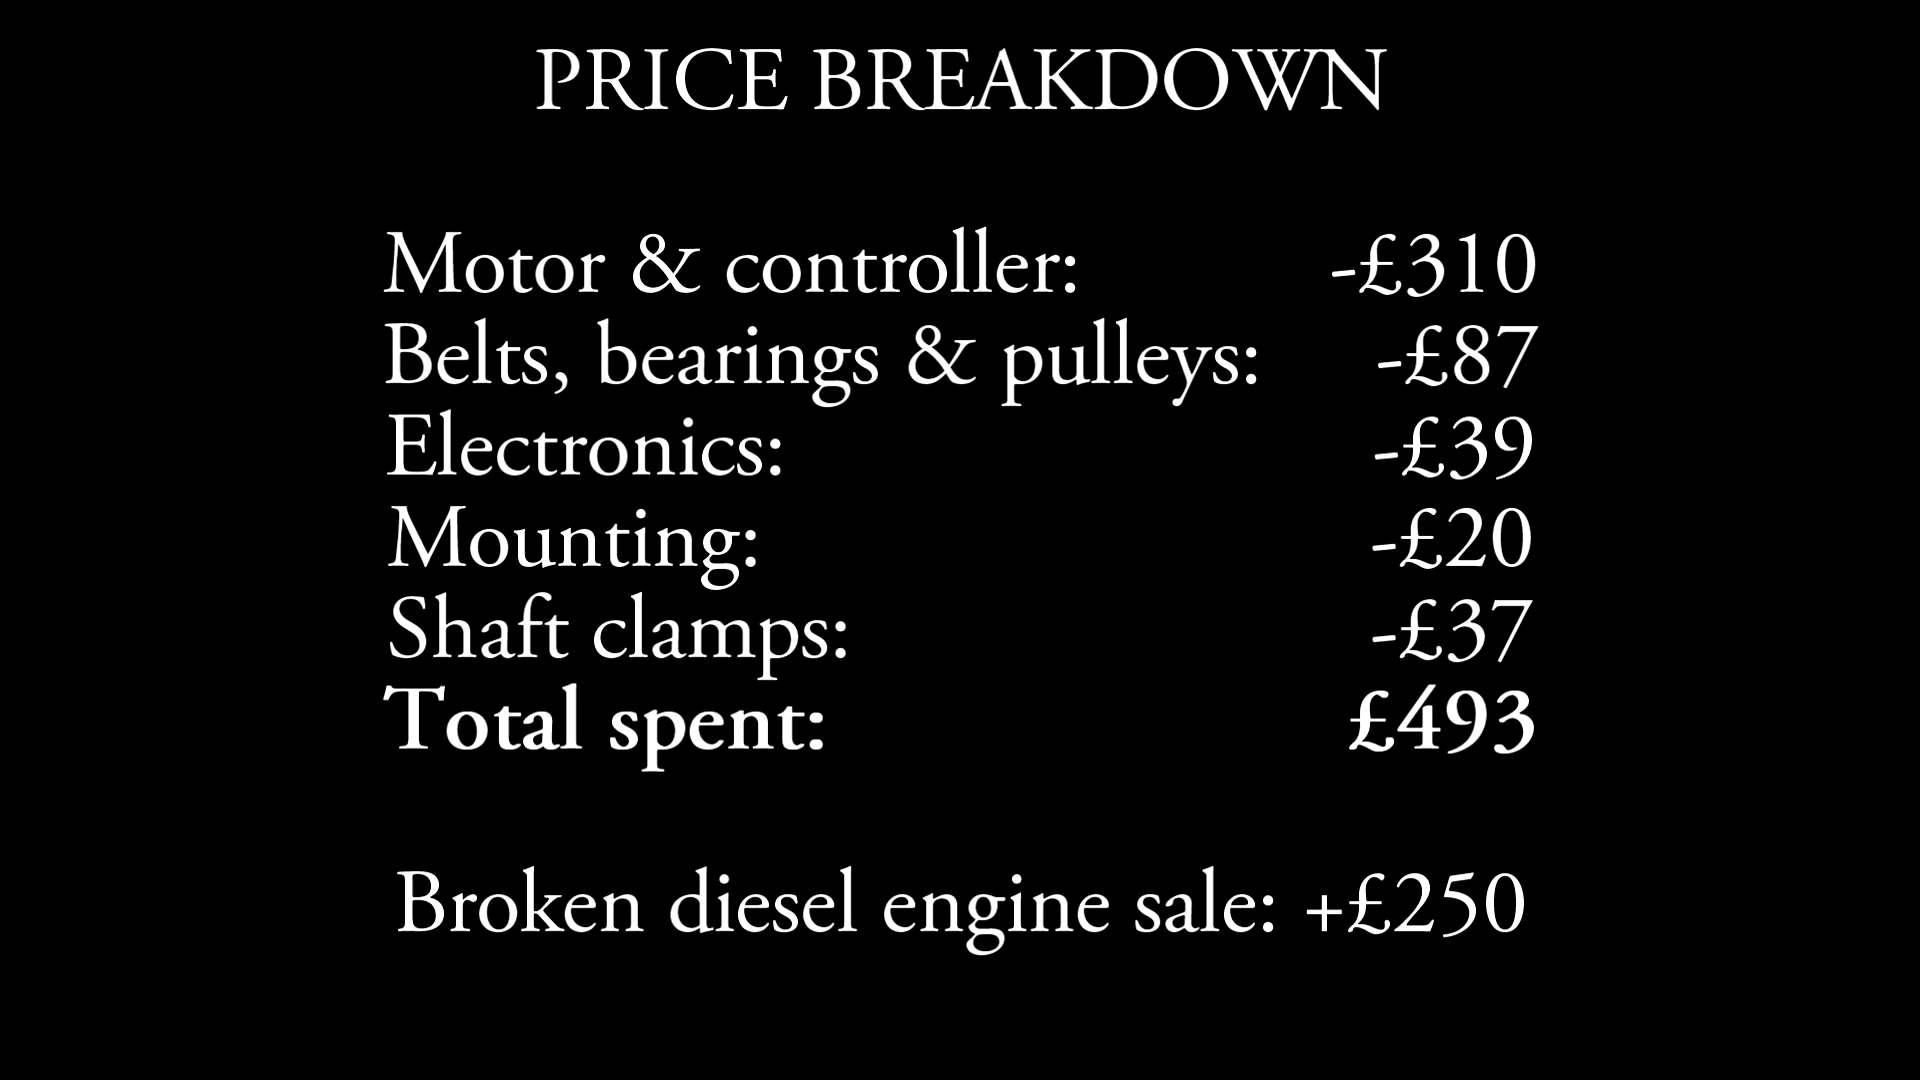 PRICE BREAKDOWN
Motor & controller: -£310
Belts, bearings & pulleys: -£87
Electronics: -£39
Mounting: -£20
Shaft clamps: -£37
Total spent: £493
Broken diesel engine sale: +£250